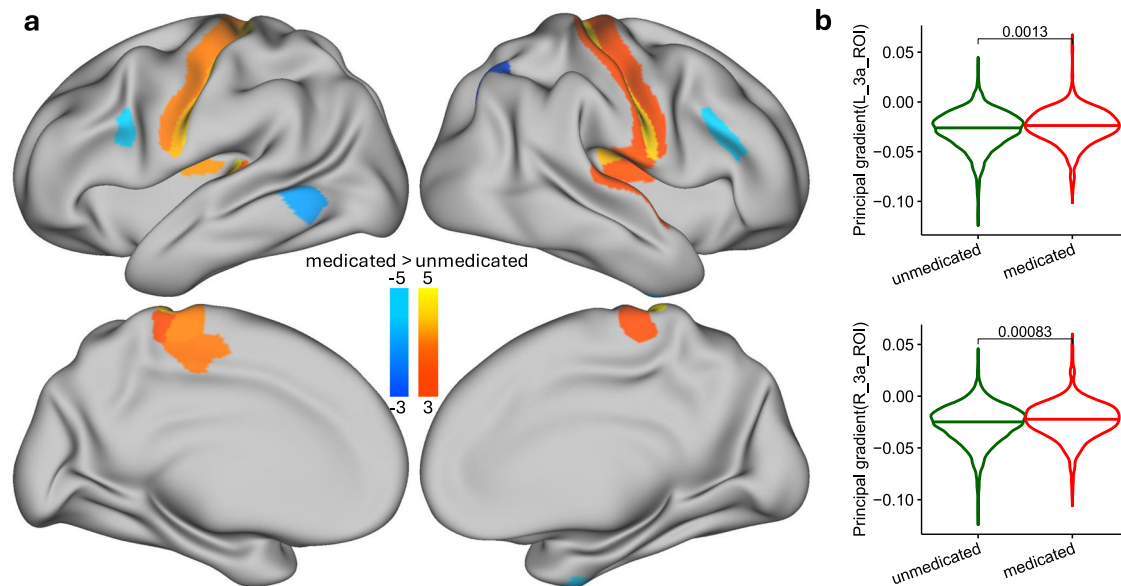 a
b
medicated > unmedicated
-5 5
-3 3
Principal gradient(L_3a_ROI)
0.0013
0.05
0.00
−0.05
−0.10
unmedicated
medicated
Principal gradient(R_3a_ROI)
0.00083
0.05
0.00
−0.05
−0.10
unmedicated
medicated